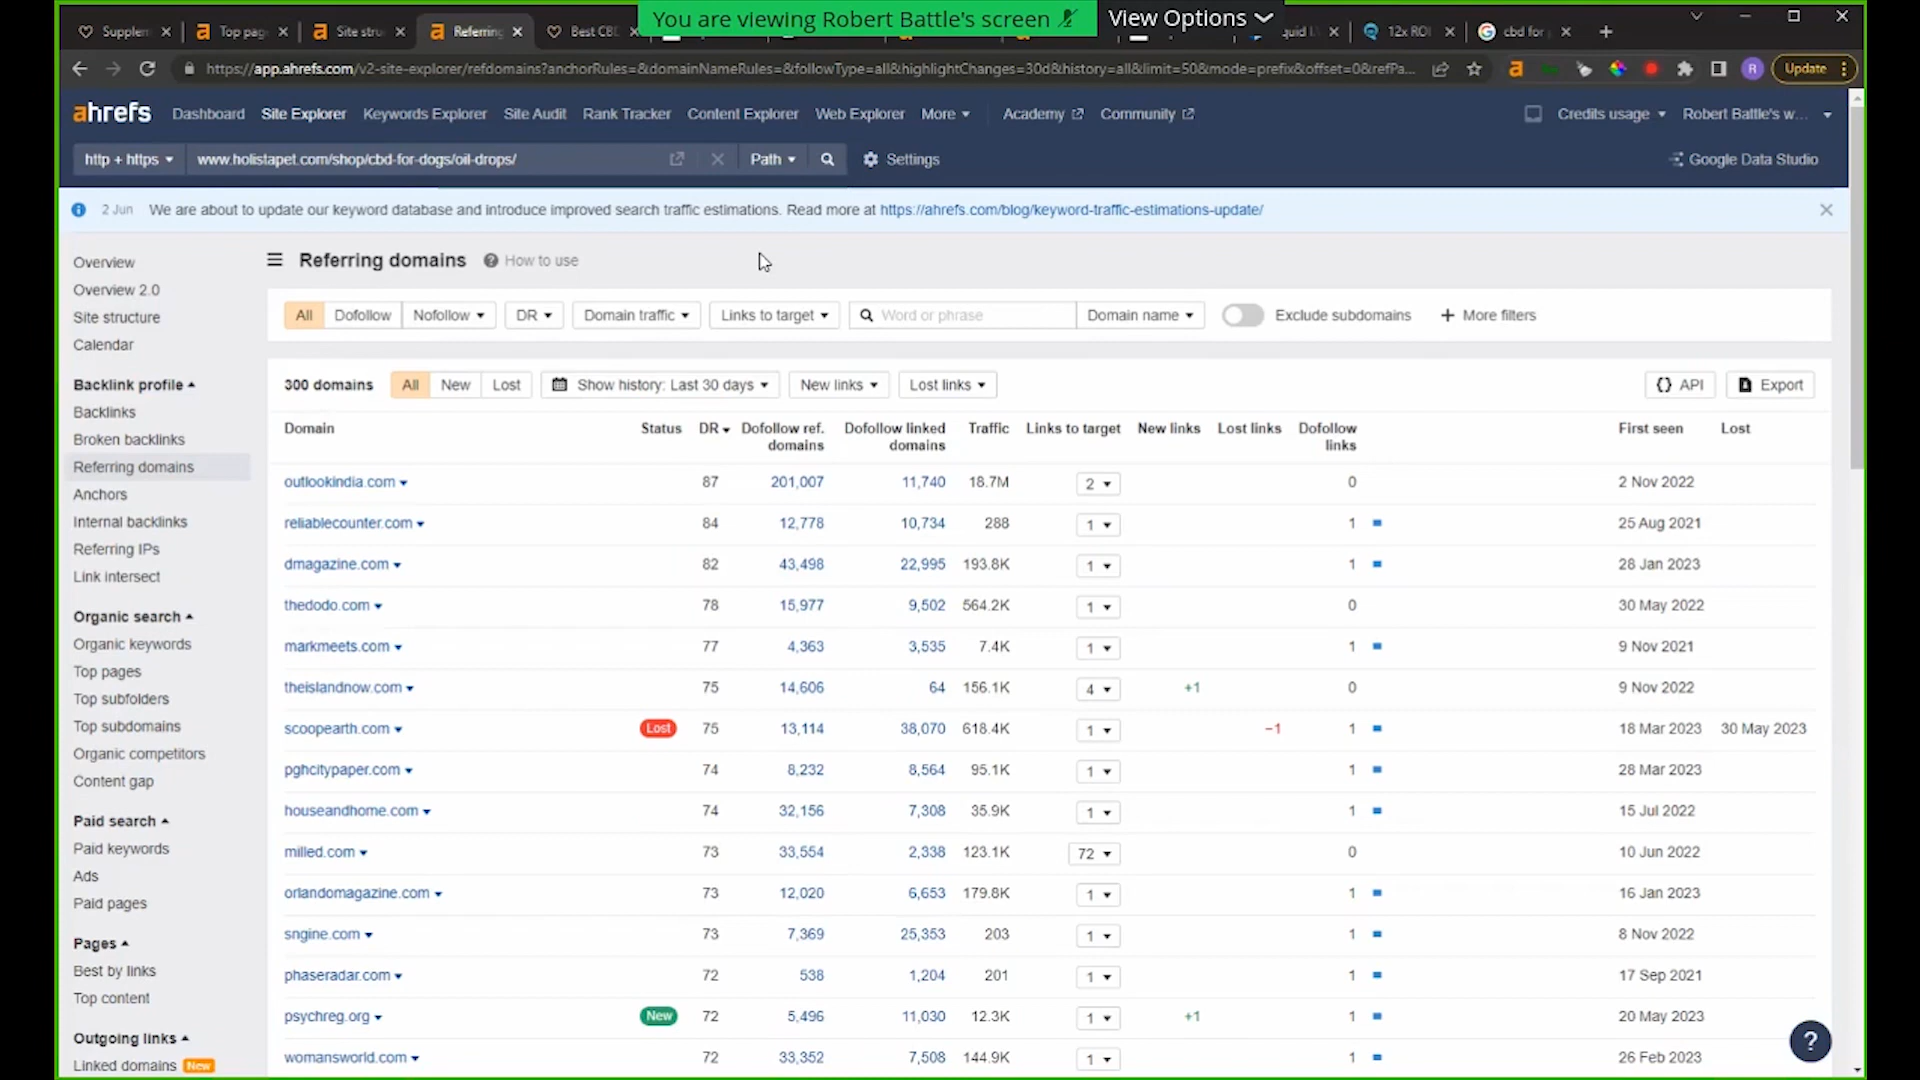 You are viewing Robert Battle's screen
View Options
Supplem
Top pag
Site stru
Referring
Best CB
quid I
12x ROI
cbd for
https://app.ahrefs.com/v2-site-explorer/refdomains?anchorRules=&domainNameRules=&followType=all&highlightChanges=30d&history=all&limit=50&mode=prefix&offset=0&refPa...
R
Update
ahrefs
Dashboard
Site Explorer
Keywords Explorer
Site Audit
Rank Tracker
Content Explorer
Web Explorer
More
Academy
Community
Credits usage
Robert Battle's w...
http + https
www.holistapet.com/shop/cbd-for-dogs/oil-drops/
Path
Settings
Google Data Studio
2 Jun We are about to update our keyword database and introduce improved search traffic estimations. Read more at https://ahrefs.com/blog/keyword-traffic-estimations-update/
Overview
Overview 2.0
Site structure
Calendar
Backlink profile
Backlinks
Broken backlinks
Referring domains
Anchors
Internal backlinks
Referring IPs
Link intersect
Organic search
Organic keywords
Top pages
Top subfolders
Top subdomains
Organic competitors
Content gap
Paid search
Paid keywords
Ads
Paid pages
Pages
Best by links
Top content
Outgoing links
Linked domains New
Referring domains
? How to use
All Dofollow Nofollow DR Domain traffic Links to target Word or phrase Domain name Exclude subdomains + More filters
300 domains All New Lost Show history: Last 30 days New links Lost links {} API Export
Domain Status DR Dofollow ref. domains Dofollow linked domains Traffic Links to target New links Lost links Dofollow links First seen Lost
outlookindia.com 87 201,007 11,740 18.7M 2 0 2 Nov 2022
reliablecounter.com 84 12,778 10,734 288 1 1 25 Aug 2021
dmagazine.com 82 43,498 22,995 193.8K 1 1 28 Jan 2023
thedodo.com 78 15,977 9,502 564.2K 1 0 30 May 2022
markmeets.com 77 4,363 3,535 7.4K 1 1 9 Nov 2021
theislandnow.com 75 14,606 64 156.1K 4 +1 0 9 Nov 2022
scoopearth.com Lost 75 13,114 38,070 618.4K 1 −1 1 18 Mar 2023 30 May 2023
pghcitypaper.com 74 8,232 8,564 95.1K 1 1 28 Mar 2023
houseandhome.com 74 32,156 7,308 35.9K 1 1 15 Jul 2022
milled.com 73 33,554 2,338 123.1K 72 0 10 Jun 2022
orlandomagazine.com 73 12,020 6,653 179.8K 1 1 16 Jan 2023
sngine.com 73 7,369 25,353 203 1 1 8 Nov 2022
phaseradar.com 72 538 1,204 201 1 1 17 Sep 2021
psychreg.org New 72 5,496 11,030 12.3K 1 +1 1 20 May 2023
womansworld.com 72 33,352 7,508 144.9K 1 1 26 Feb 2023
?